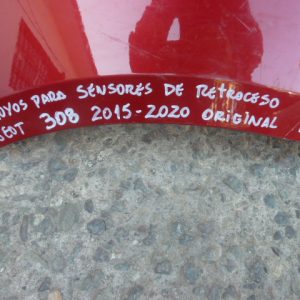 PARA SENSORES DE RETROCESO
308 2015-2020 ORIGINAL